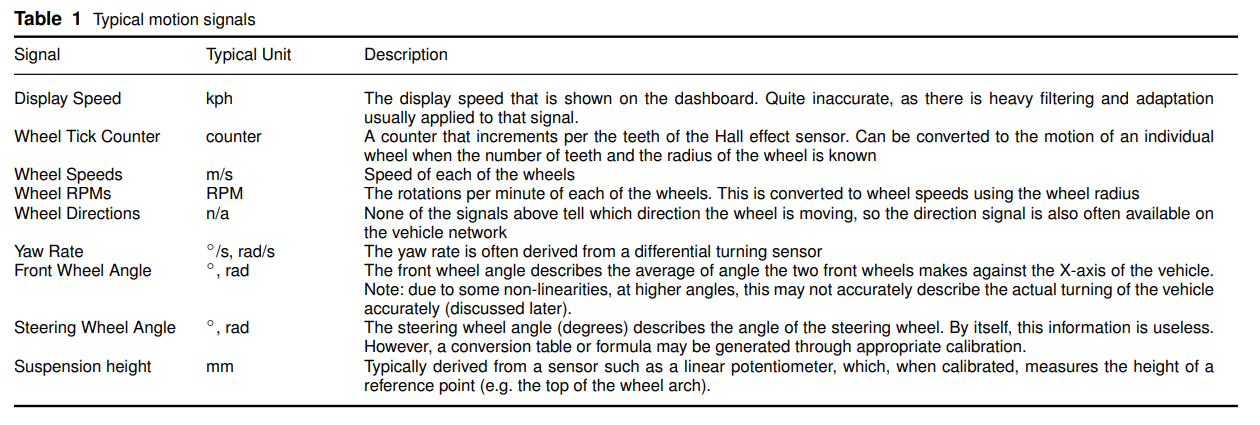 Table 1 Typical motion signals
Signal Typical Unit Description
Display Speed kph The display speed that is shown on the dashboard. Quite inaccurate, as there is heavy filtering and adaptation
usually applied to that signal.
Wheel Tick Counter counter A counter that increments per the teeth of the Hall effect sensor. Can be converted to the motion of an individual
wheel when the number of teeth and the radius of the wheel is known
Wheel Speeds m/s Speed of each of the wheels
Wheel RPMs RPM The rotations per minute of each of the wheels. This is converted to wheel speeds using the wheel radius
Wheel Directions n/a None of the signals above tell which direction the wheel is moving, so the direction signal is also often available on
the vehicle network
Yaw Rate °/s, rad/s The yaw rate is often derived from a differential turning sensor
Front Wheel Angle °, rad The front wheel angle describes the average of angle the two front wheels makes against the X-axis of the vehicle.
Note: due to some non-linearities, at higher angles, this may not accurately describe the actual turning of the vehicle
accurately (discussed later).
Steering Wheel Angle °, rad The steering wheel angle (degrees) describes the angle of the steering wheel. By itself, this information is useless.
However, a conversion table or formula may be generated through appropriate calibration.
Suspension height mm Typically derived from a sensor such as a linear potentiometer, which, when calibrated, measures the height of a
reference point (e.g. the top of the wheel arch).